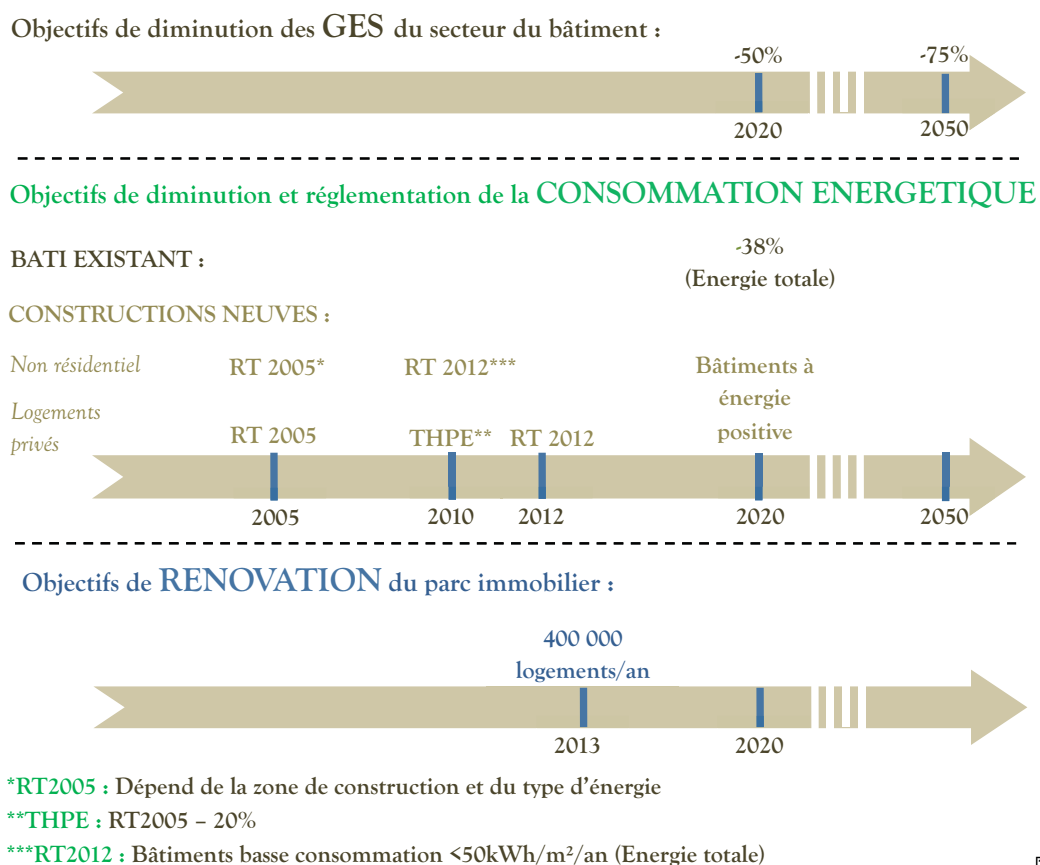 Objectifs de diminution des GES du secteur du bâtiment :
-50% -75%
2020 2050
Objectifs de diminution et réglementation de la CONSOMMATION ENERGETIQUE
-38%
BATI EXISTANT :
(Energie totale)
CONSTRUCTIONS NEUVES :
Non résidentiel RT 2005* RT 2012*** Bâtiments à
énergie
positive
Logements
privés
RT 2005 THPE** RT 2012
2005 2010 2012 2020 2050
Objectifs de RENOVATION du parc immobilier :
400 000
logements/an
2013 2020
*RT2005 : Dépend de la zone de construction et du type d'énergie
**THPE : RT2005 – 20%
***RT2012 : Bâtiments basse consommation <50kWh/m²/an (Energie totale)